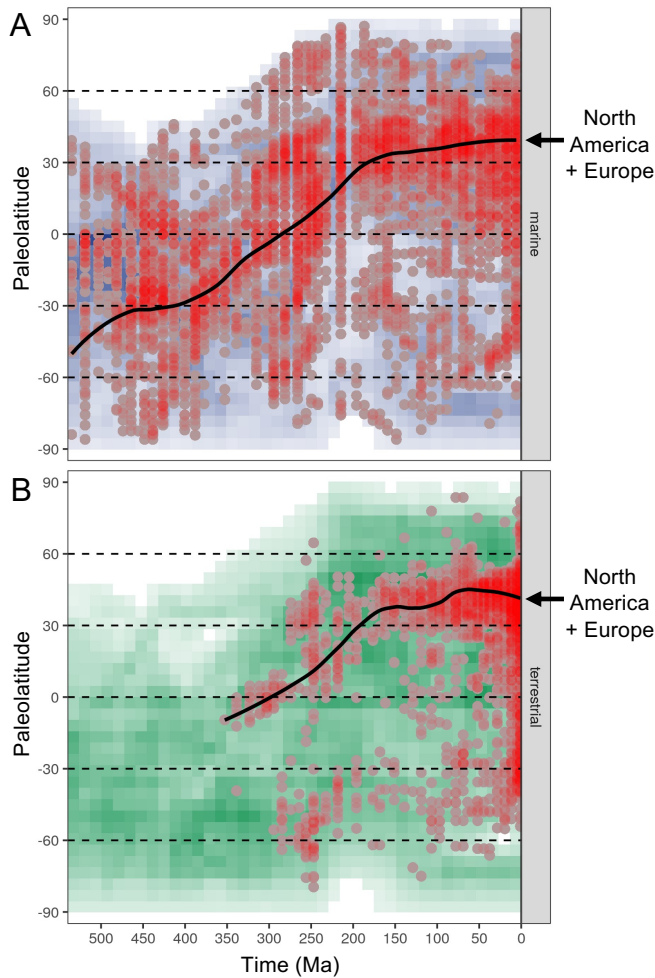 A
90
60
30
0
-30
-60
-90
Paleolatitude
marine
North
America
+ Europe
B
90
60
30
0
-30
-60
-90
Paleolatitude
terrestrial
North
America
+ Europe
500 450 400 350 300 250 200 150 100 50 0
Time (Ma)